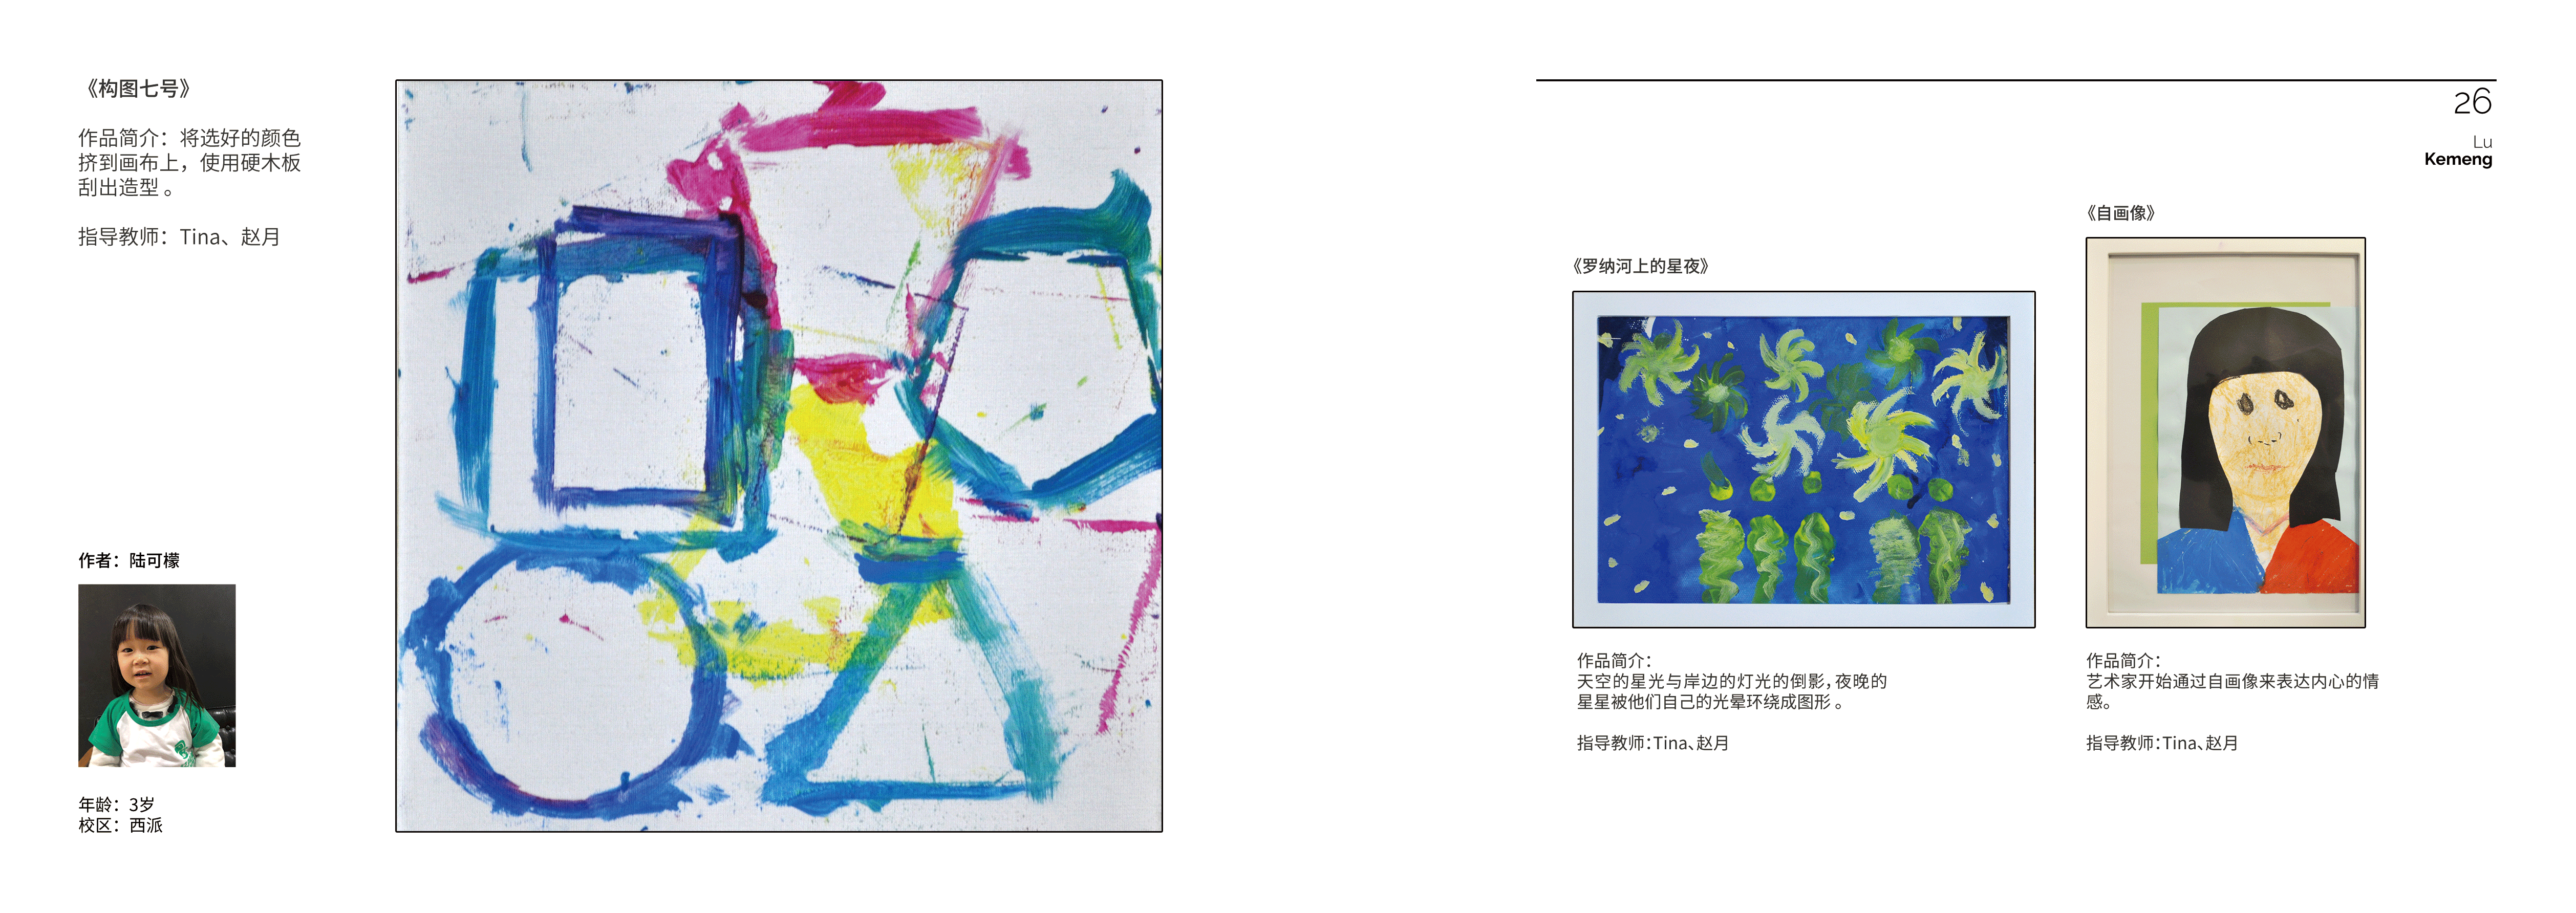 《构图七号》
作品简介：将选好的颜色
挤到画布上，使用硬木板
刮出造型。
指导教师：Tina、赵月
作者：陆可檬
年龄：3岁
校区：西派
26
Lu
Kemeng
《罗纳河上的星夜》
作品简介：
天空的星光与岸边的灯光的倒影，夜晚的
星星被他们自己的光晕环绕成图形。
指导教师：Tina、赵月
《自画像》
作品简介：
艺术家开始通过自画像来表达内心的情
感。
指导教师：Tina、赵月